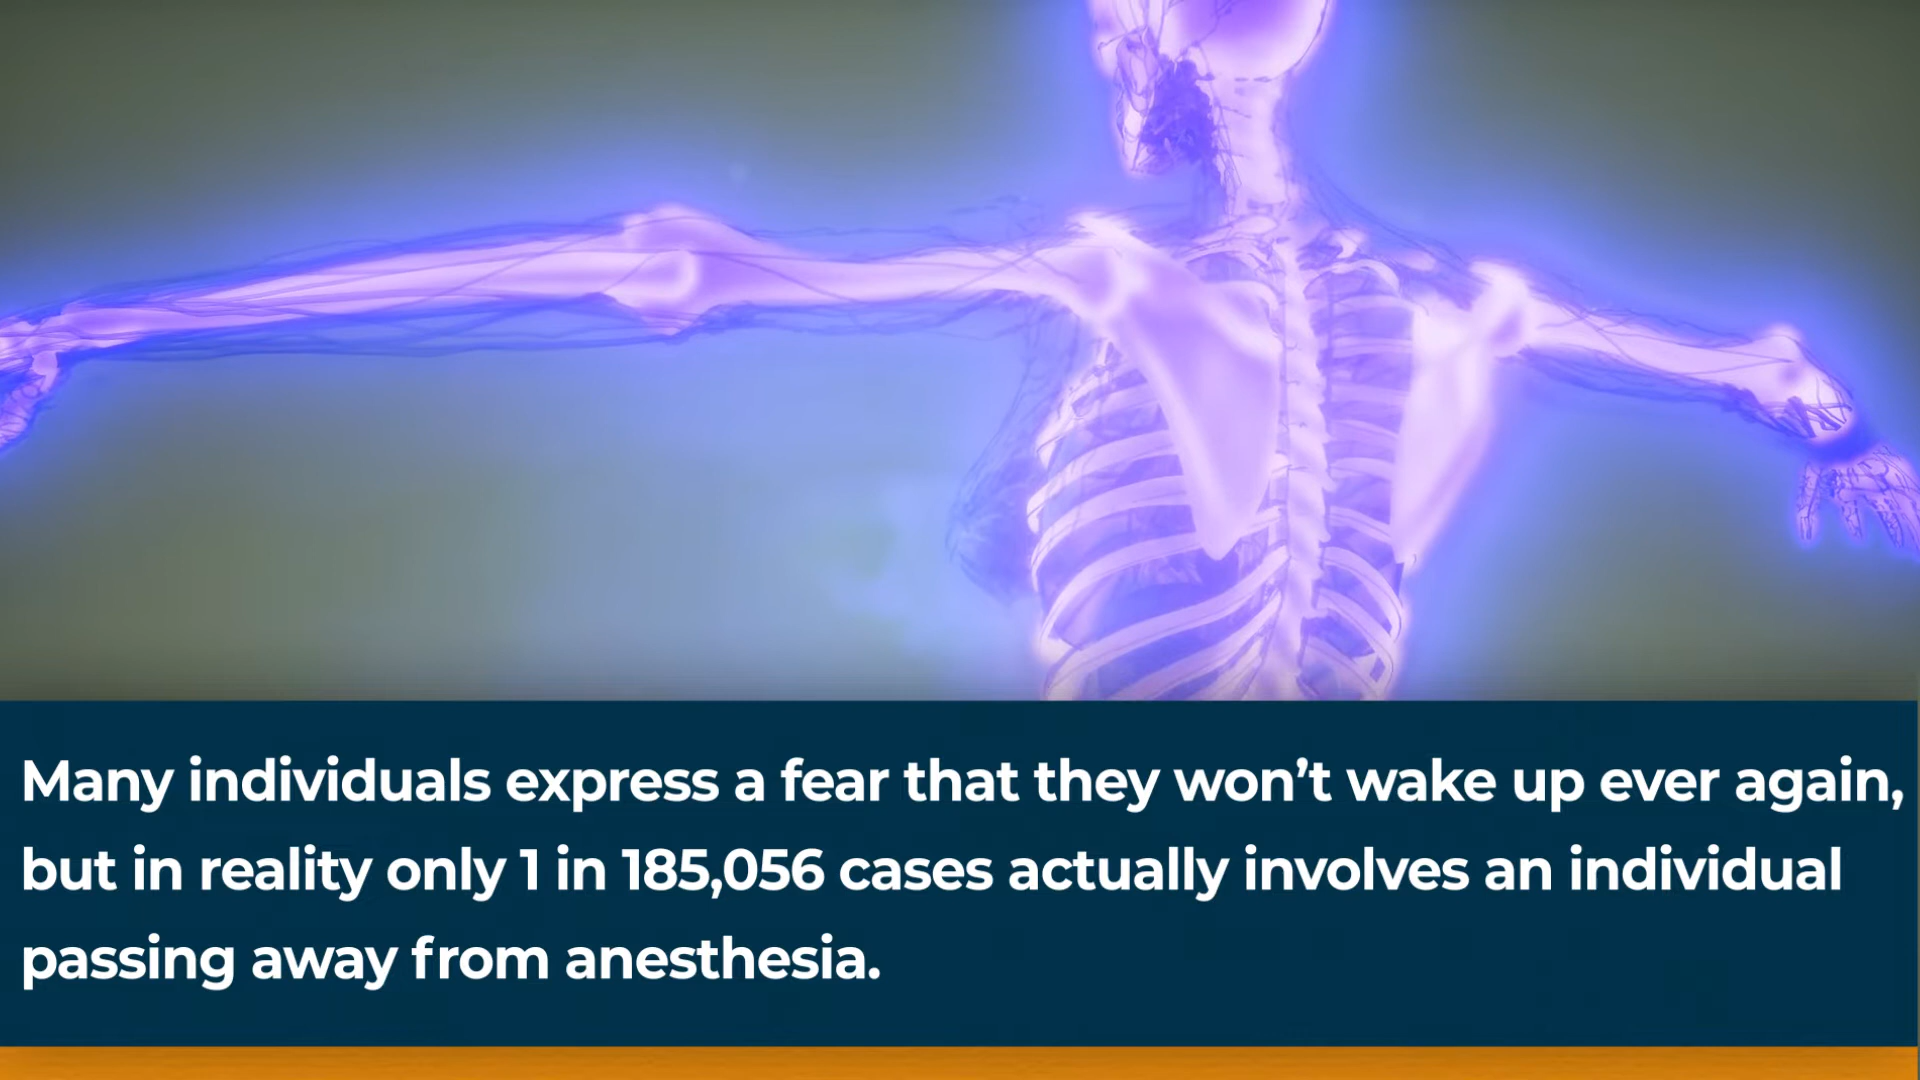 Many individuals express a fear that they won’t wake up ever again,
but in reality only 1 in 185,056 cases actually involves an individual
passing away from anesthesia.